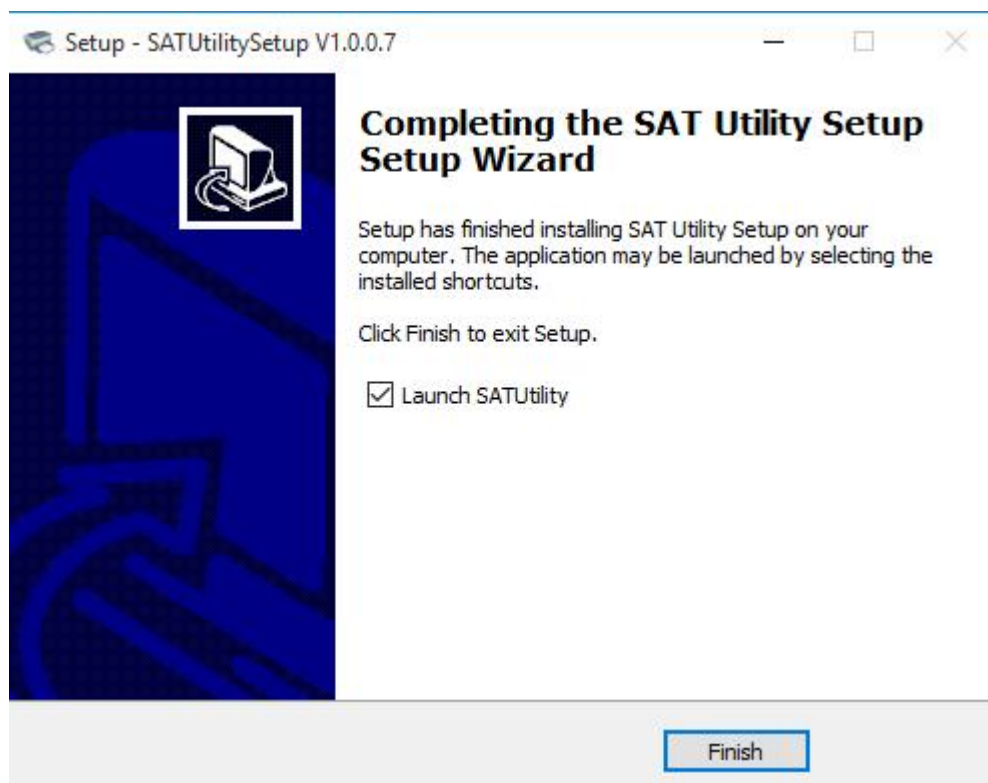 Setup - SATUtilitySetup V1.0.0.7
Completing the SAT Utility Setup
Setup Wizard
Setup has finished installing SAT Utility Setup on your
computer. The application may be launched by selecting the
installed shortcuts.
Click Finish to exit Setup.
Launch SATUtility
Finish